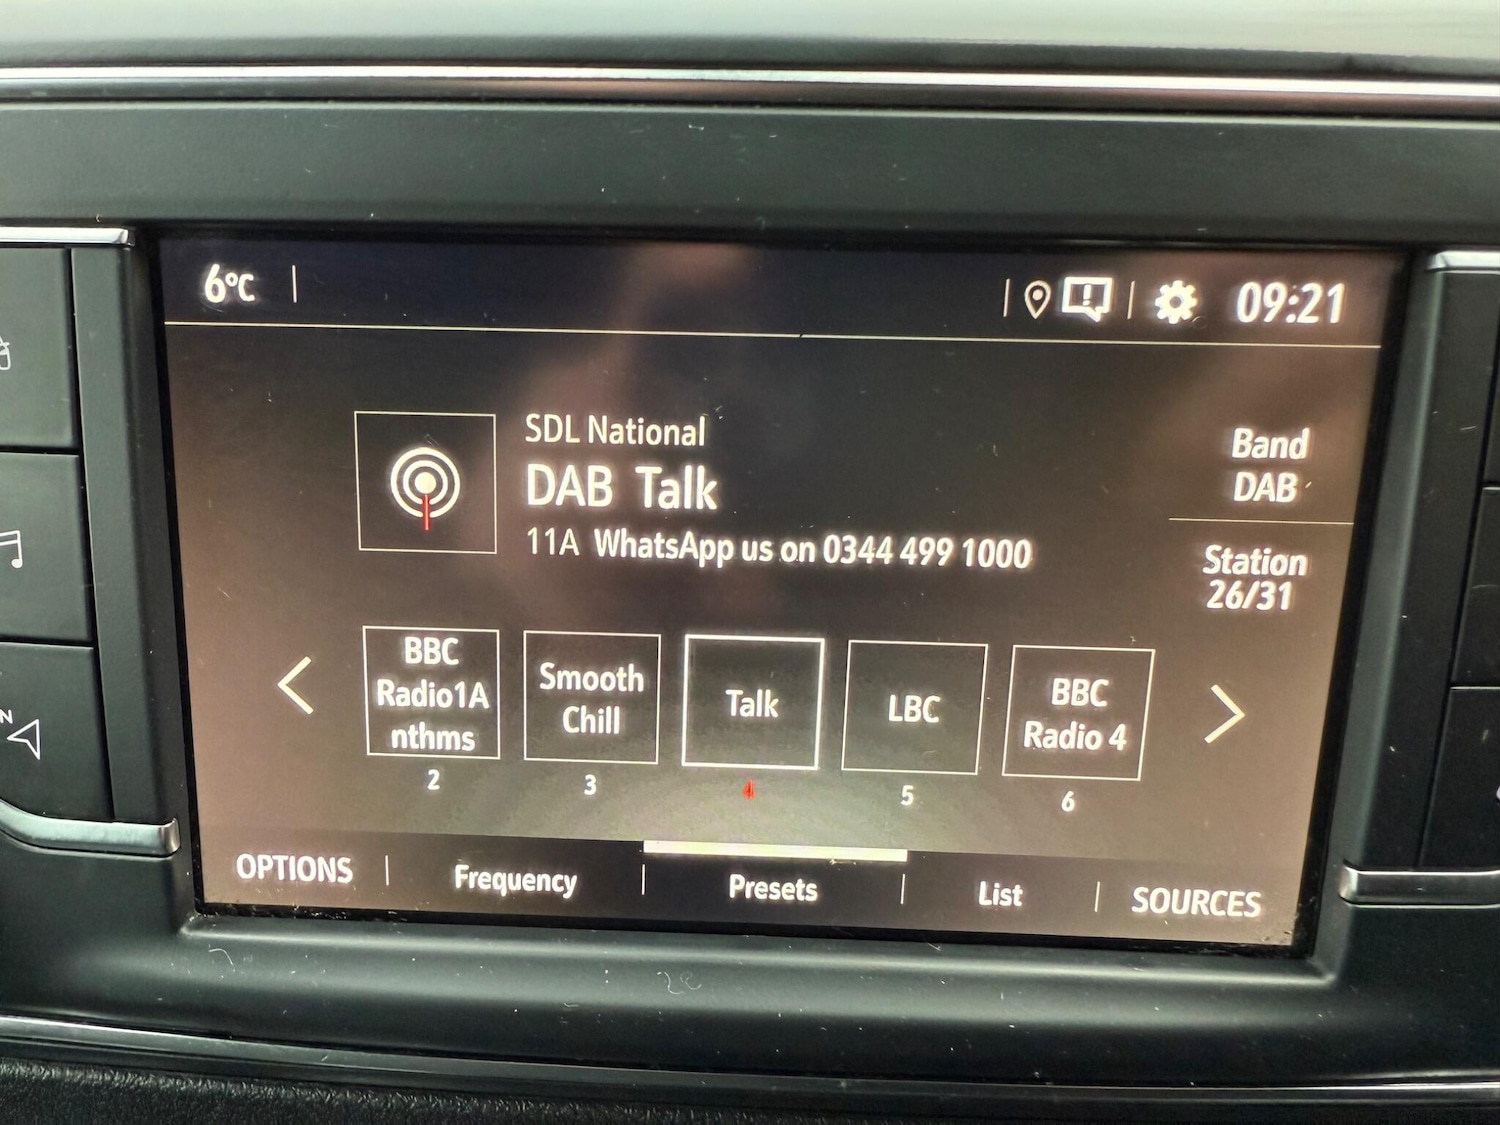 6°C
09:21
SDL National
DAB Talk
11A WhatsApp us on 0344 499 1000
Band
DAB
Station
26/31
BBC
Radio1A
nthms
Smooth
Chill
Talk
LBC
BBC
Radio 4
2
3
4
5
6
OPTIONS
Frequency
Presets
List
SOURCES
N